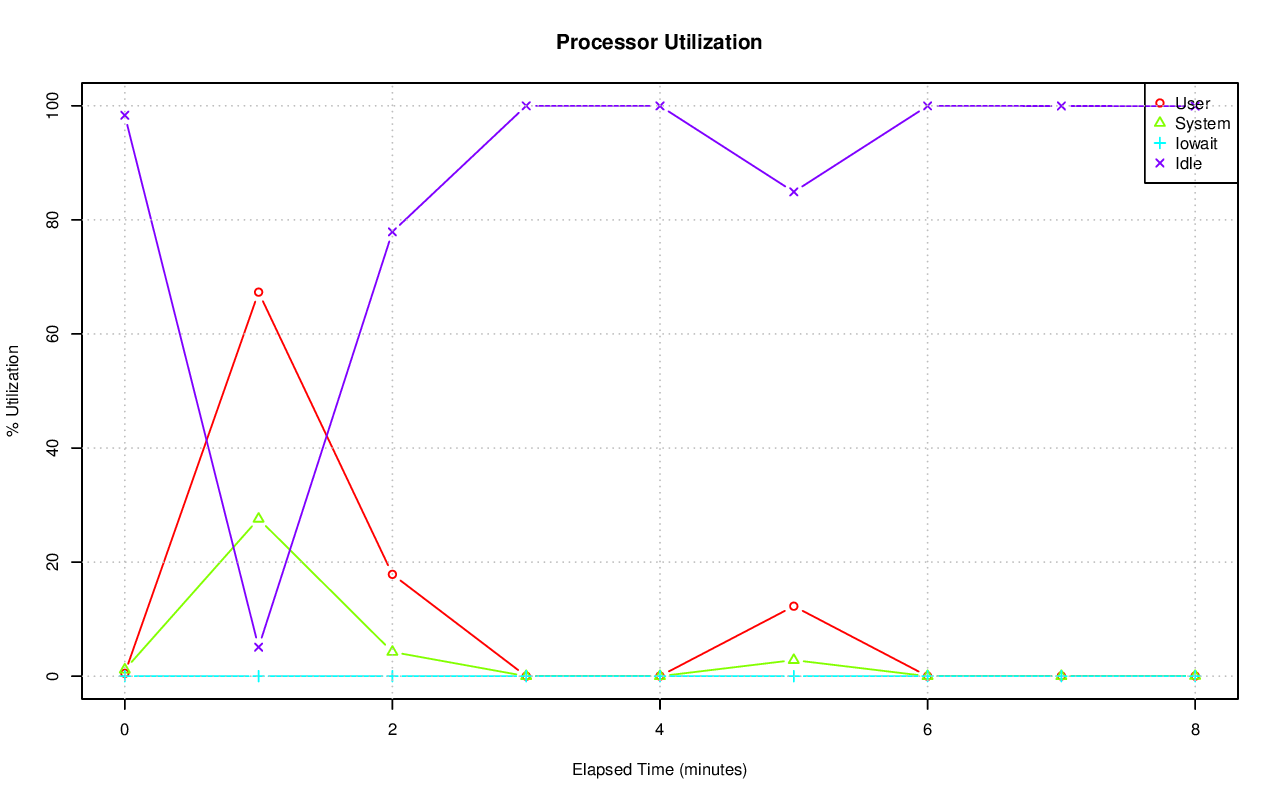 Processor Utilization
100
80
60
40
20
0
% Utilization
User
System
Iowait
Idle
0 2 4 6 8
Elapsed Time (minutes)